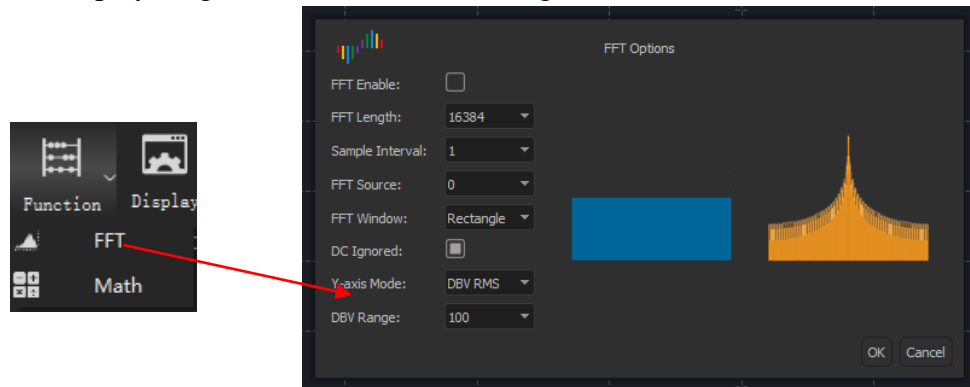 FFT Options
FFT Enable:
FFT Length: 16384
Sample Interval: 1
FFT Source: 0
FFT Window: Rectangle
DC Ignored:
Y-axis Mode: DBV RMS
DBV Range: 100
OK Cancel
Function Display
FFT
Math